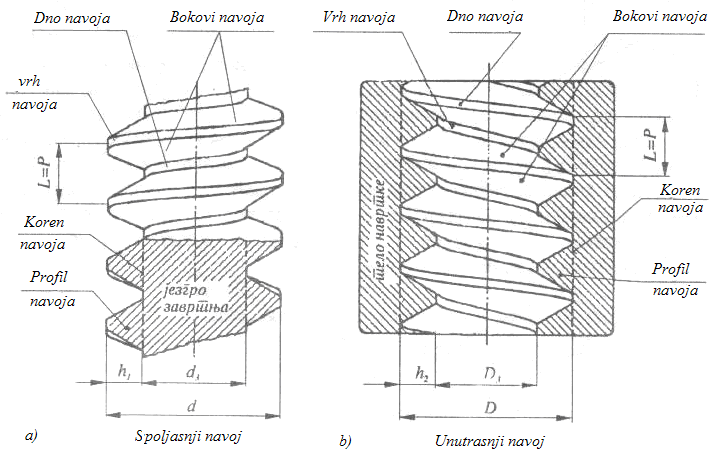 Dno navoja
Bokovi navoja
vrh
navoja
L=P
Koren
navoja
Profil
navoja
језгро
завртња
h₁
d₃
d
a)
Spoljasnji navoj
Vrh navoja
Dno navoja
Bokovi navoja
L=P
тело навртке
Koren
navoja
Profil
navoja
h₂
D₁
D
b)
Unutrasnji navoj